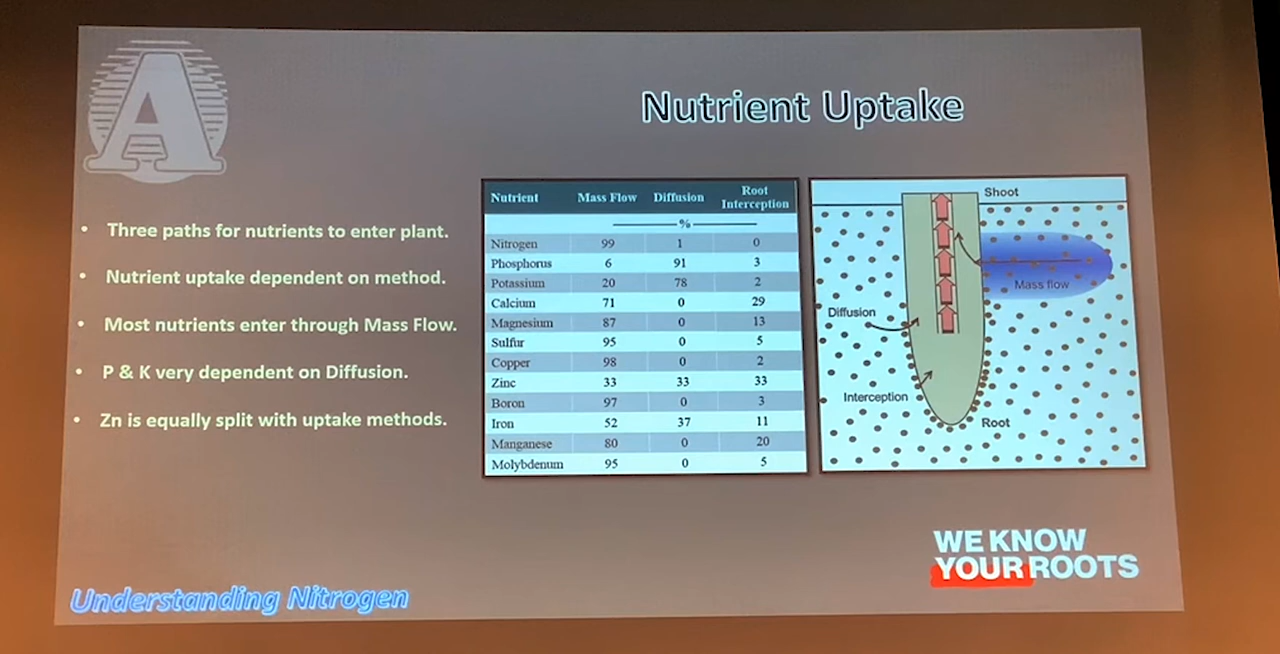 A
Nutrient Uptake
• Three paths for nutrients to enter plant.
• Nutrient uptake dependent on method.
• Most nutrients enter through Mass Flow.
• P & K very dependent on Diffusion.
• Zn is equally split with uptake methods.
Nutrient Mass Flow Diffusion Root Interception
%
Nitrogen 99 1 0
Phosphorus 6 91 3
Potassium 20 78 2
Calcium 71 0 29
Magnesium 87 0 13
Sulfur 95 0 5
Copper 98 0 2
Zinc 33 33 33
Boron 97 0 3
Iron 52 37 11
Manganese 80 0 20
Molybdenum 95 0 5
Shoot
Mass flow
Diffusion
Interception
Root
WE KNOW
YOUR ROOTS
Understanding Nitrogen